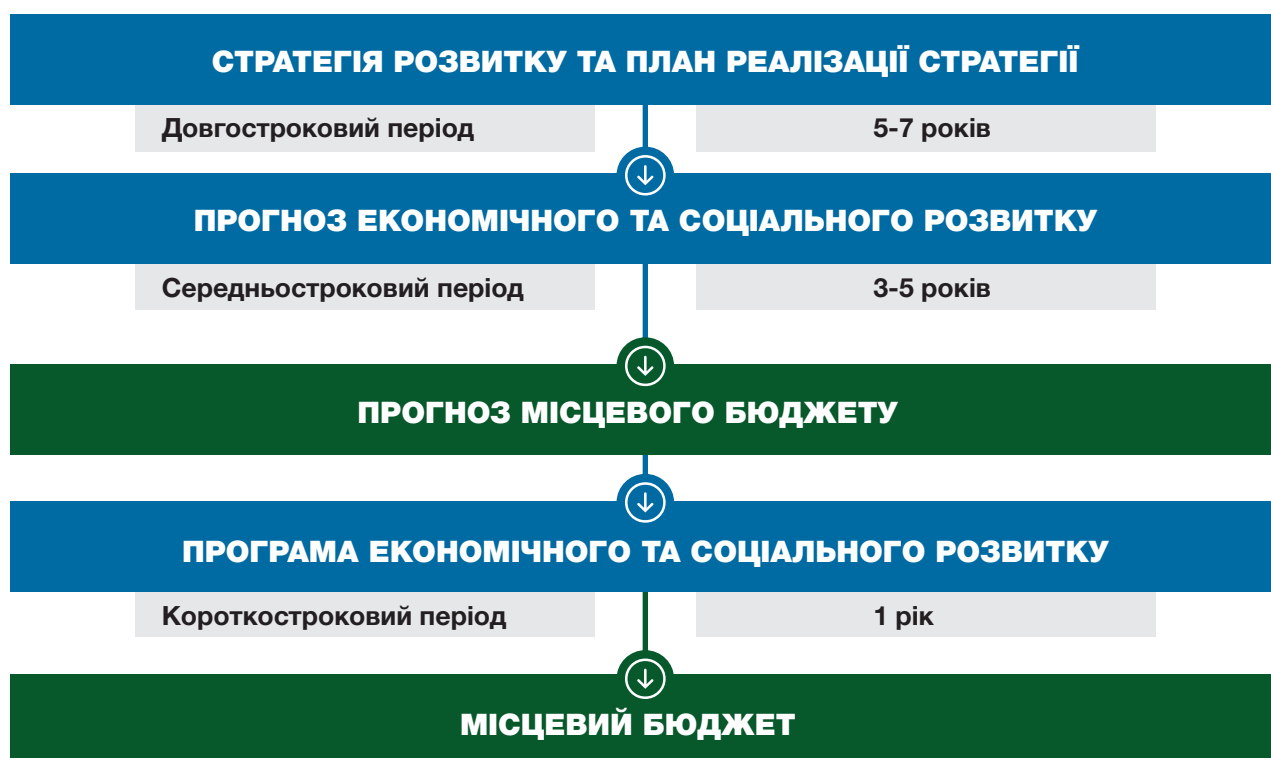 СТРАТЕГІЯ РОЗВИТКУ ТА ПЛАН РЕАЛІЗАЦІЇ СТРАТЕГІЇ
Довгостроковий період 5-7 років
ПРОГНОЗ ЕКОНОМІЧНОГО ТА СОЦІАЛЬНОГО РОЗВИТКУ
Середньостроковий період 3-5 років
ПРОГНОЗ МІСЦЕВОГО БЮДЖЕТУ
ПРОГРАМА ЕКОНОМІЧНОГО ТА СОЦІАЛЬНОГО РОЗВИТКУ
Короткостроковий період 1 рік
МІСЦЕВИЙ БЮДЖЕТ